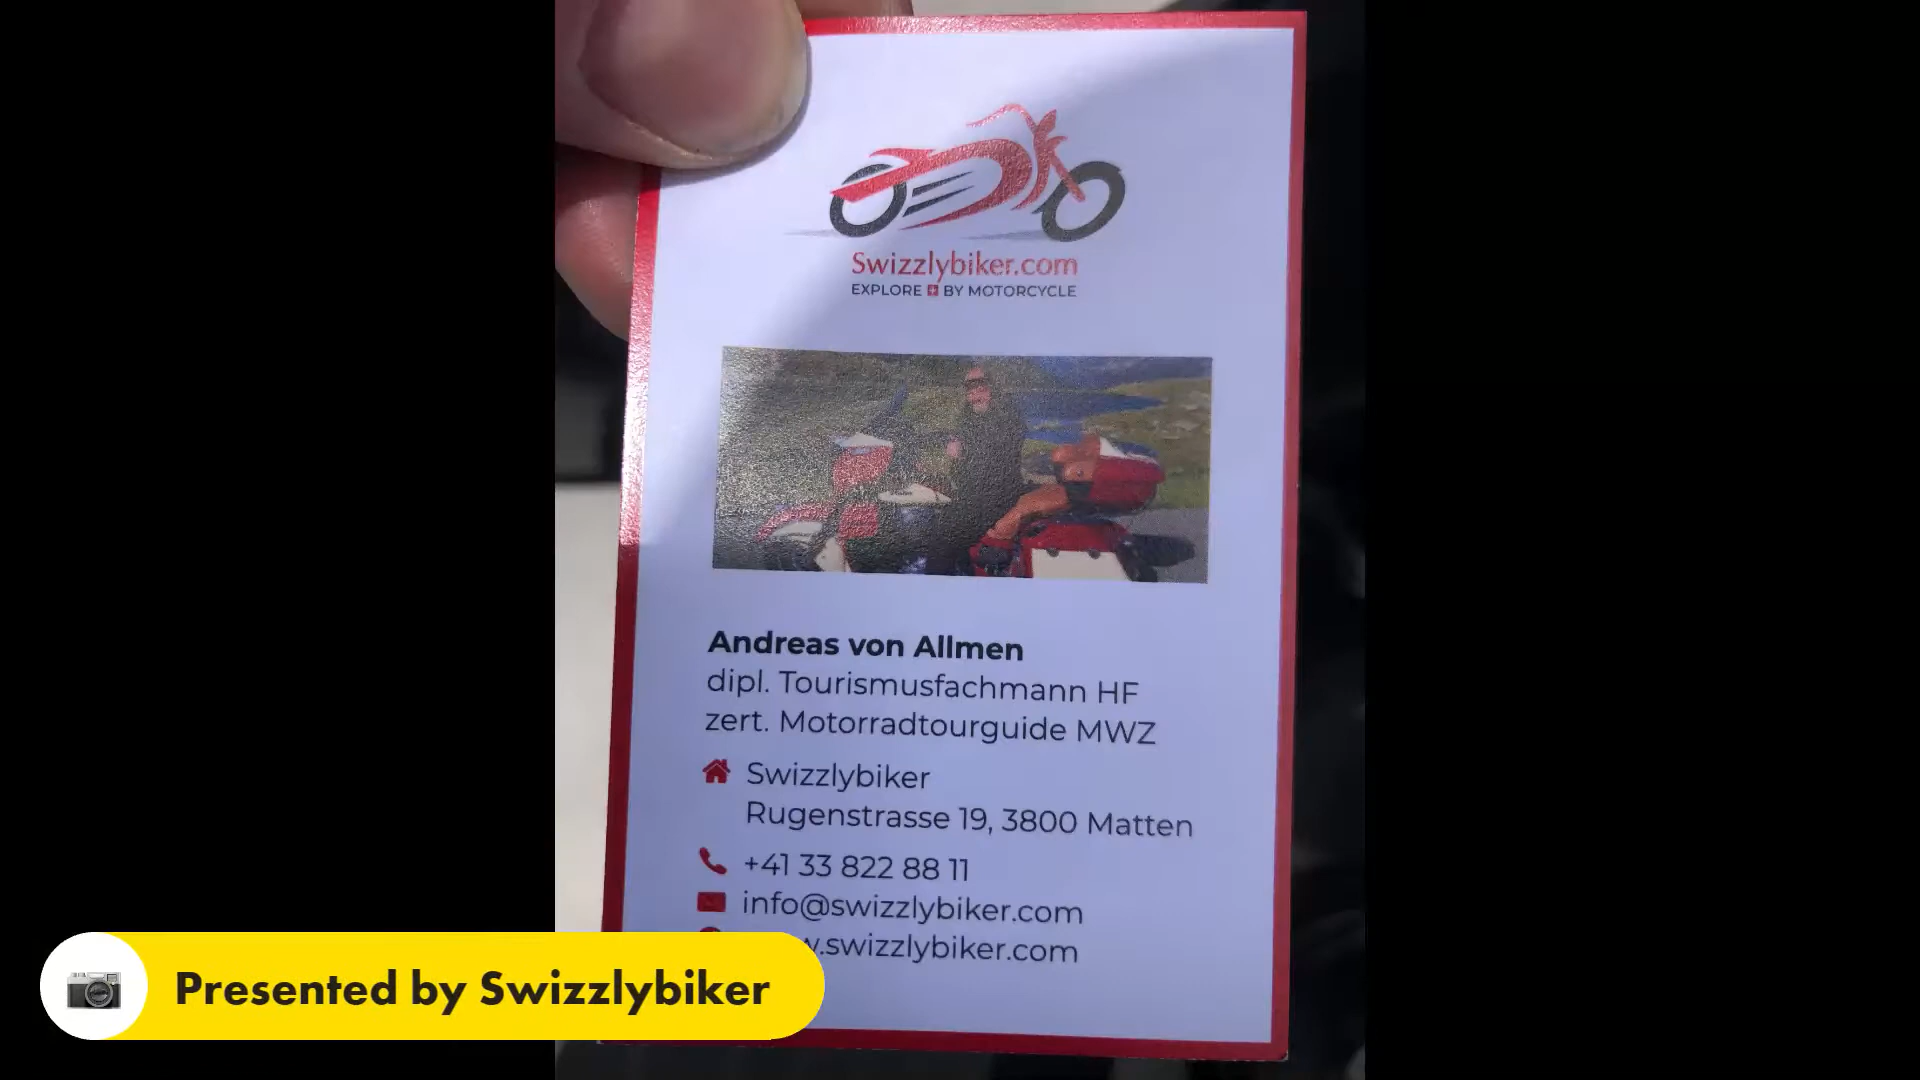 Swizzlybiker.com
EXPLORE BY MOTORCYCLE
Andreas von Allmen
dipl. Tourismusfachmann HF
zert. Motorradtourguide MWZ
Swizzlybiker
Rugenstrasse 19, 3800 Matten
+41 33 822 88 11
info@swizzlybiker.com
.swizzlybiker.com
Presented by Swizzlybiker